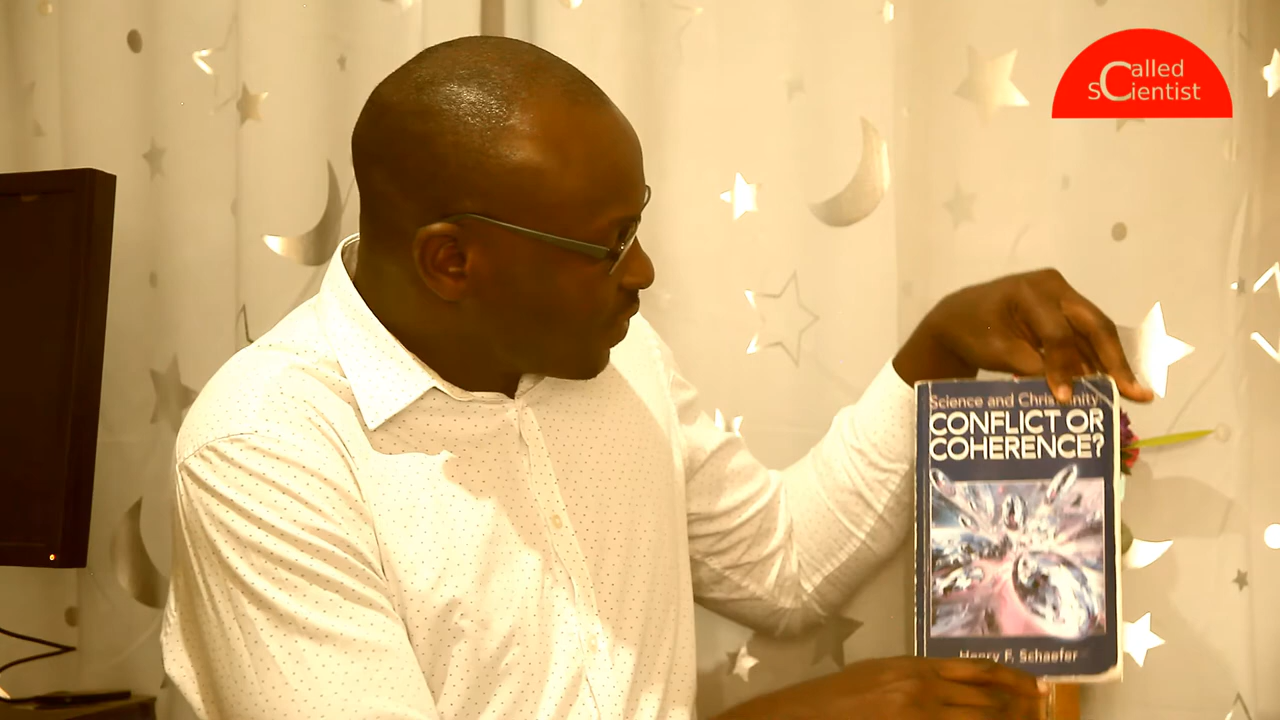 Called
sCientist
Science and Christianity:
CONFLICT OR
COHERENCE?
Henry F. Schaefer